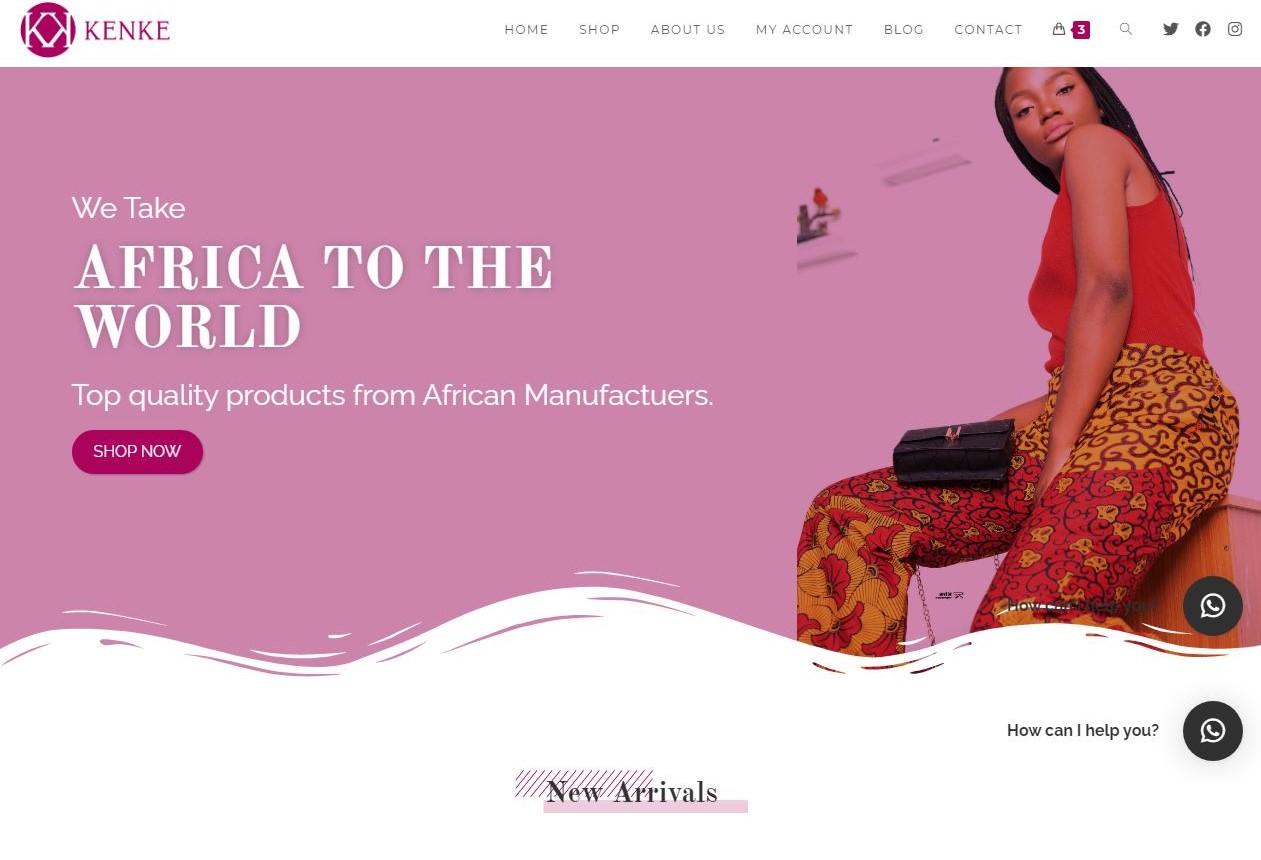 KENKE
HOME SHOP ABOUT US MY ACCOUNT BLOG CONTACT 3
We Take
AFRICA TO THE
WORLD
Top quality products from African Manufactuers.
SHOP NOW
How can I help you?
How can I help you?
New Arrivals